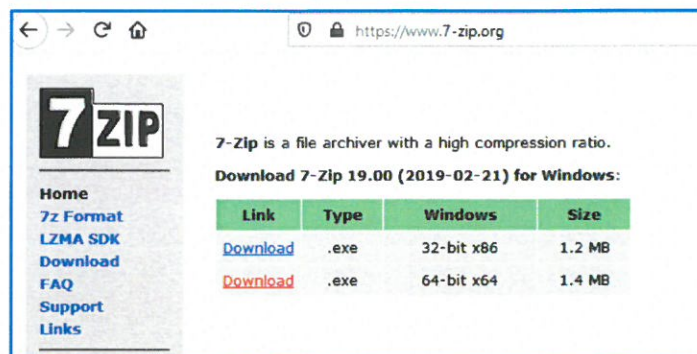 https://www.7-zip.org
7 ZIP
7-Zip is a file archiver with a high compression ratio.
Download 7-Zip 19.00 (2019-02-21) for Windows:
Link Type Windows Size
Download .exe 32-bit x86 1.2 MB
Download .exe 64-bit x64 1.4 MB
Home
7z Format
LZMA SDK
Download
FAQ
Support
Links